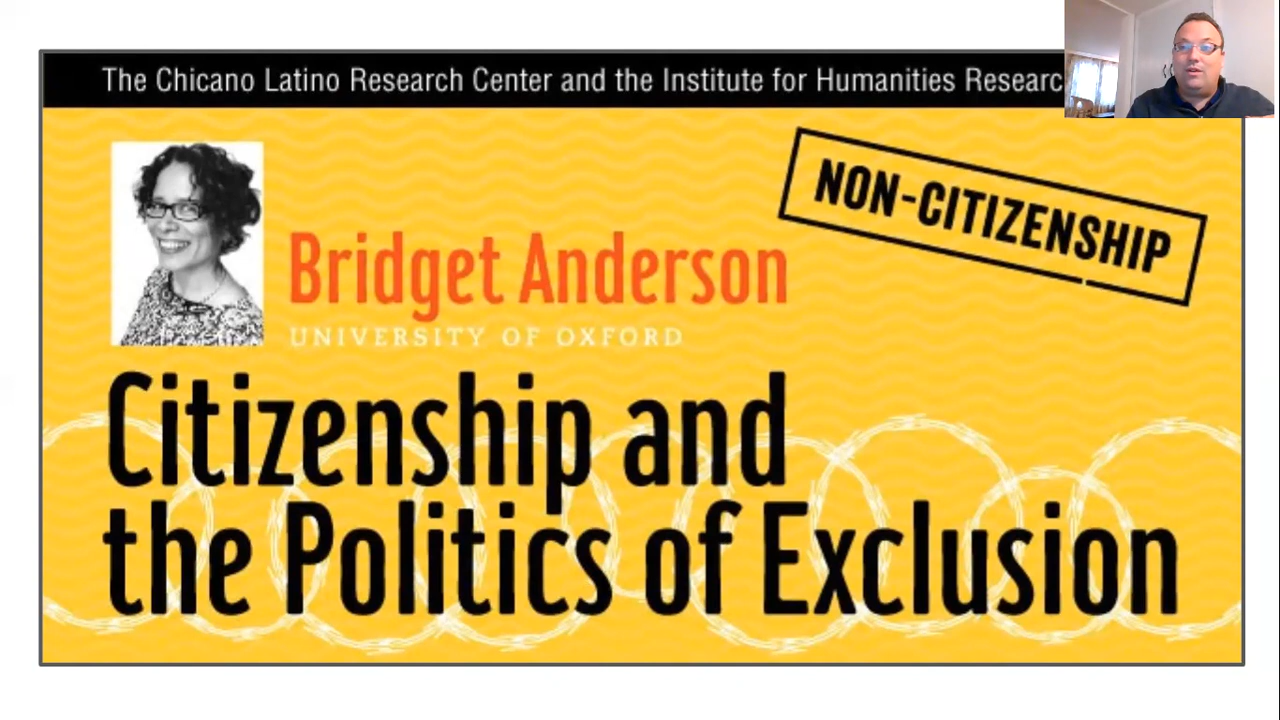 The Chicano Latino Research Center and the Institute for Humanities Researc
NON-CITIZENSHIP
Bridget Anderson
UNIVERSITY OF OXFORD
Citizenship and
the Politics of Exclusion